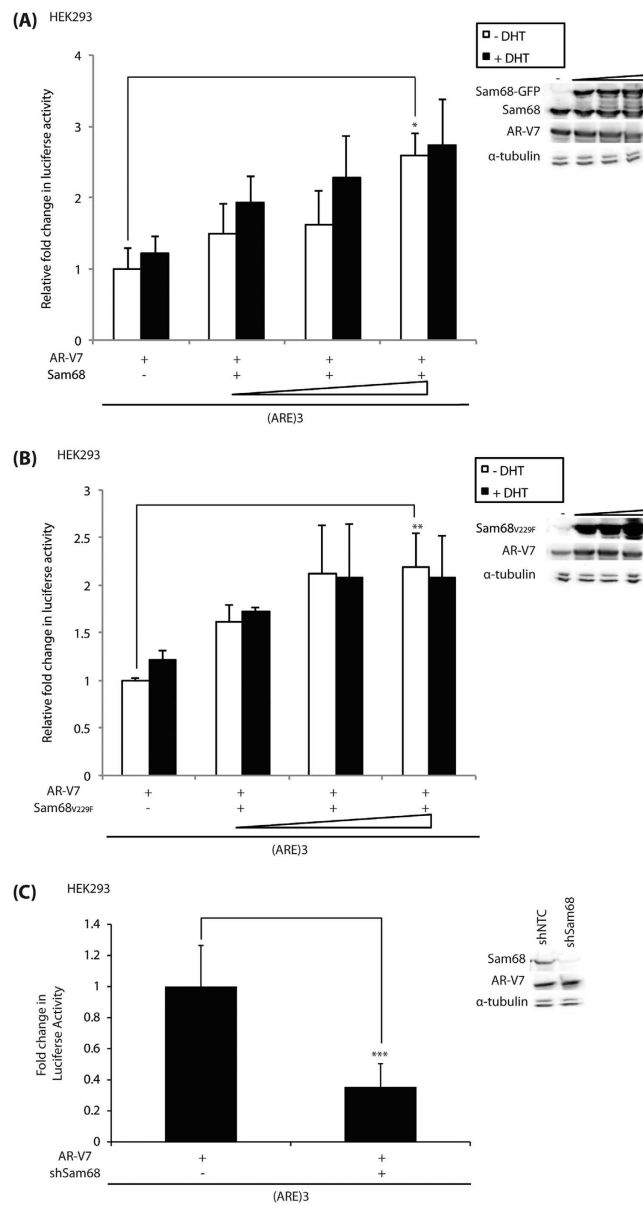 (A) HEK293
- DHT
+ DHT
Relative fold change in luciferse activity
4
3
2
1
0
*
AR-V7 + + + +
Sam68 - + + +
(ARE)3
-
Sam68-GFP
Sam68
AR-V7
α-tubulin
(B) HEK293
- DHT
+ DHT
Relative fold change in luciferse activity
3
2.5
2
1.5
1
0.5
0
**
AR-V7 + + + +
Sam68V229F - + + +
(ARE)3
-
Sam68V229F
AR-V7
α-tubulin
(C) HEK293
Fold change in
Luciferse Activity
1.4
1.2
1
0.8
0.6
0.4
0.2
0
***
AR-V7 + +
shSam68 - +
(ARE)3
shNTC shSam68
Sam68
AR-V7
α-tubulin